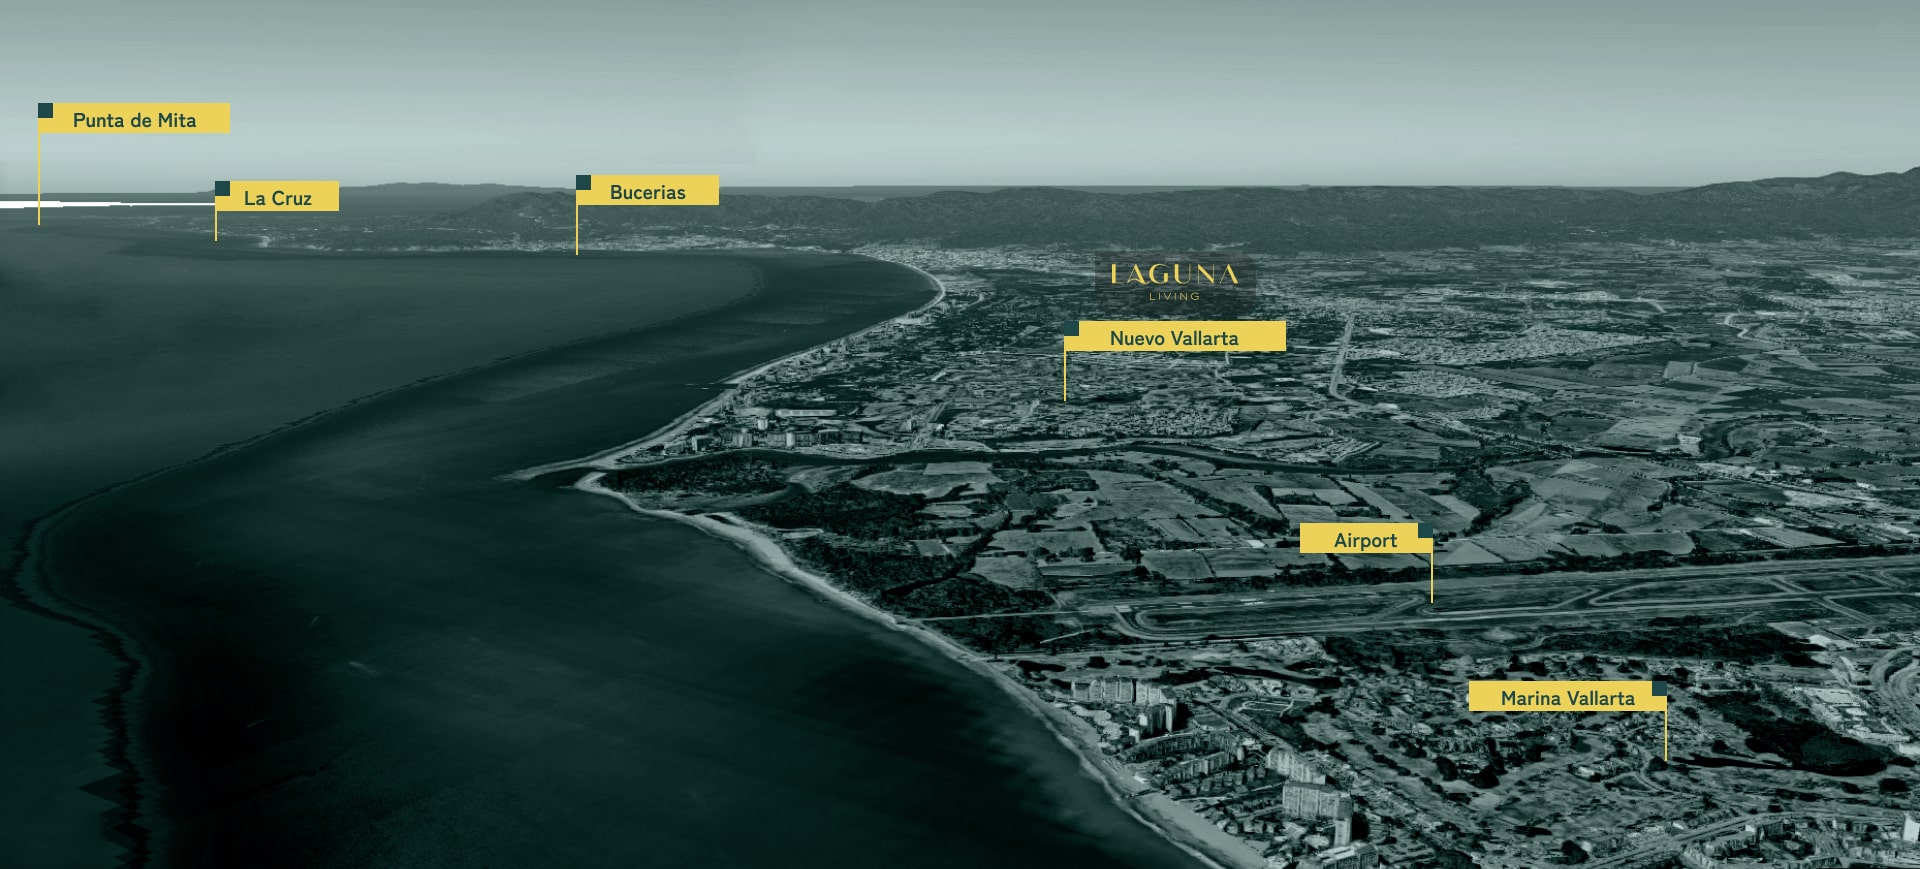 Punta de Mita
La Cruz
Bucerias
LAGUNA
LIVING
Nuevo Vallarta
Airport
Marina Vallarta